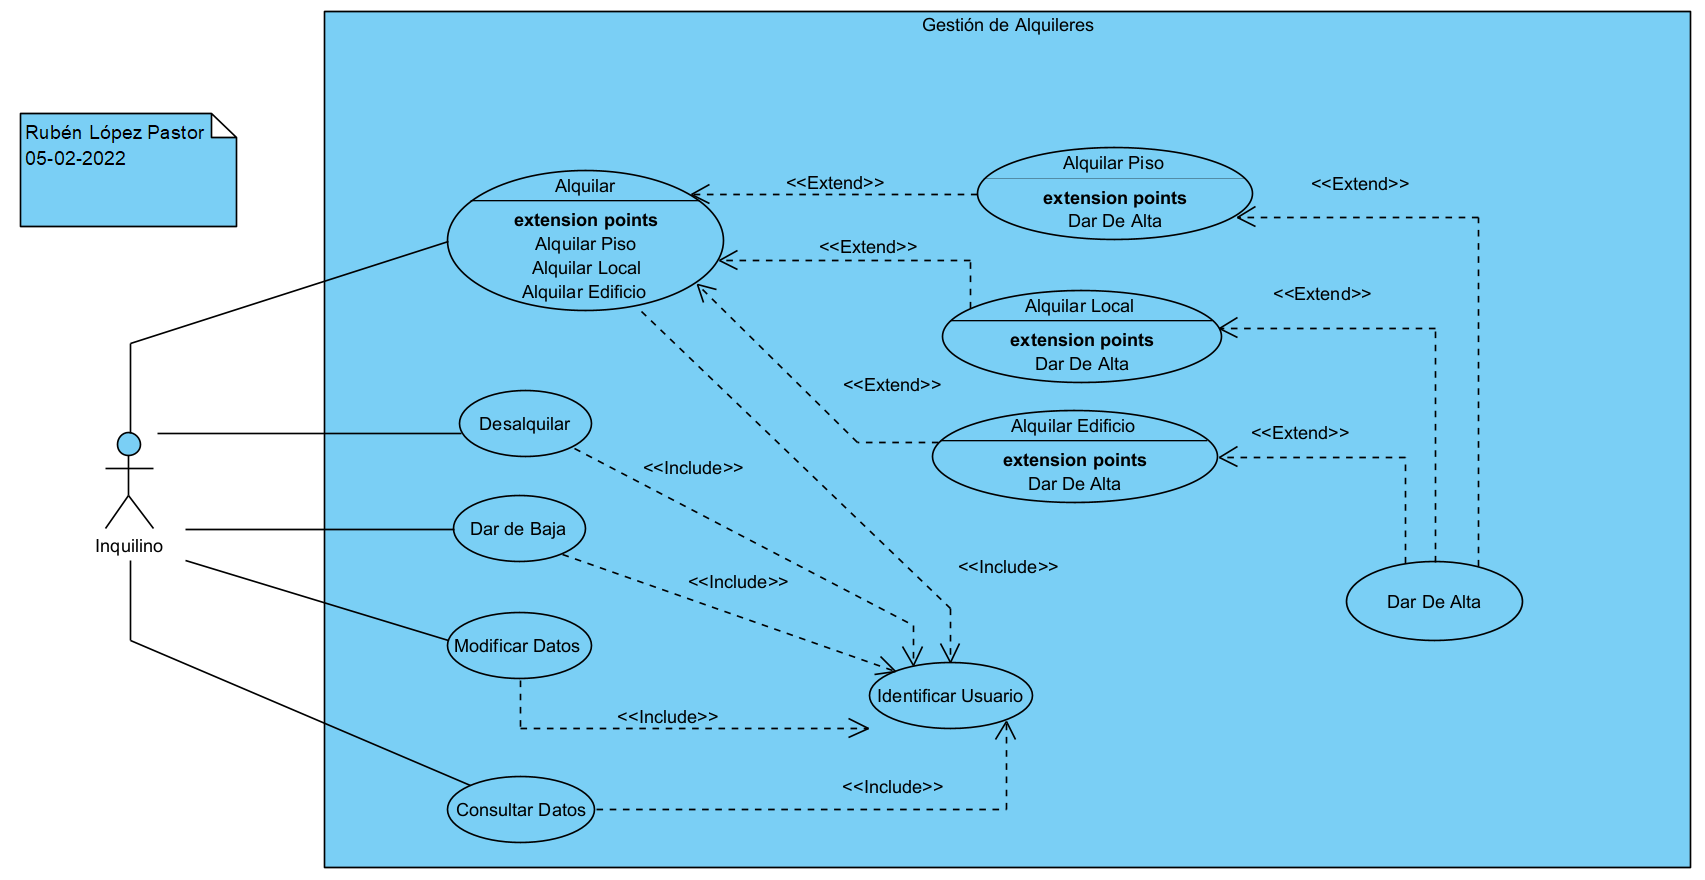 Gestión de Alquileres
Rubén López Pastor
05-02-2022
Alquilar
extension points
Alquilar Piso
Alquilar Local
Alquilar Edificio
<<Extend>>
Alquilar Piso
extension points
Dar De Alta
<<Extend>>
<<Extend>>
Alquilar Local
extension points
Dar De Alta
<<Extend>>
<<Extend>>
Alquilar Edificio
extension points
Dar De Alta
<<Extend>>
Desalquilar
<<Include>>
Inquilino
Dar de Baja
<<Include>>
<<Include>>
Dar De Alta
Modificar Datos
<<Include>>
Identificar Usuario
Consultar Datos
<<Include>>